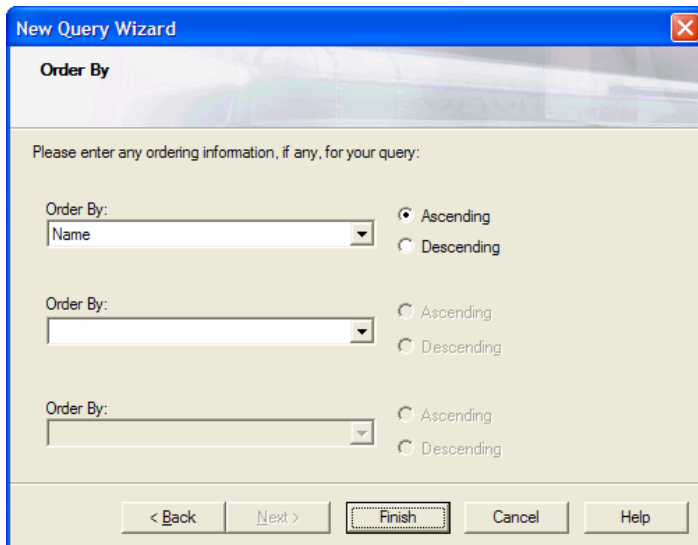 New Query Wizard
Order By
Please enter any ordering information, if any, for your query:
Order By:
Name
Ascending
Descending
Order By:
Ascending
Descending
Order By:
Ascending
Descending
< Back
Next >
Finish
Cancel
Help